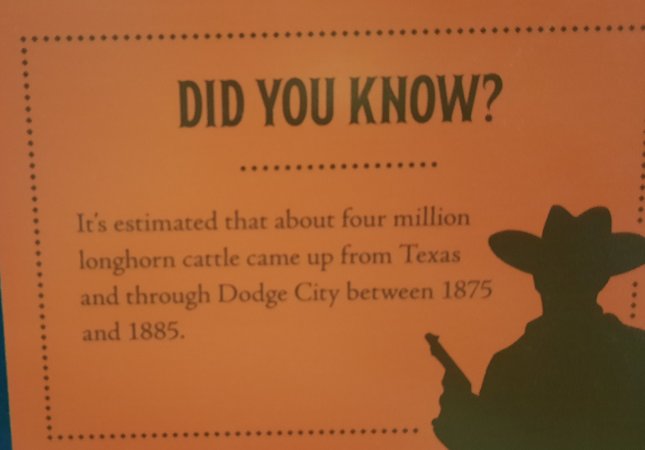 DID YOU KNOW?
It's estimated that about four million
longhorn cattle came up from Texas
and through Dodge City between 1875
and 1885.